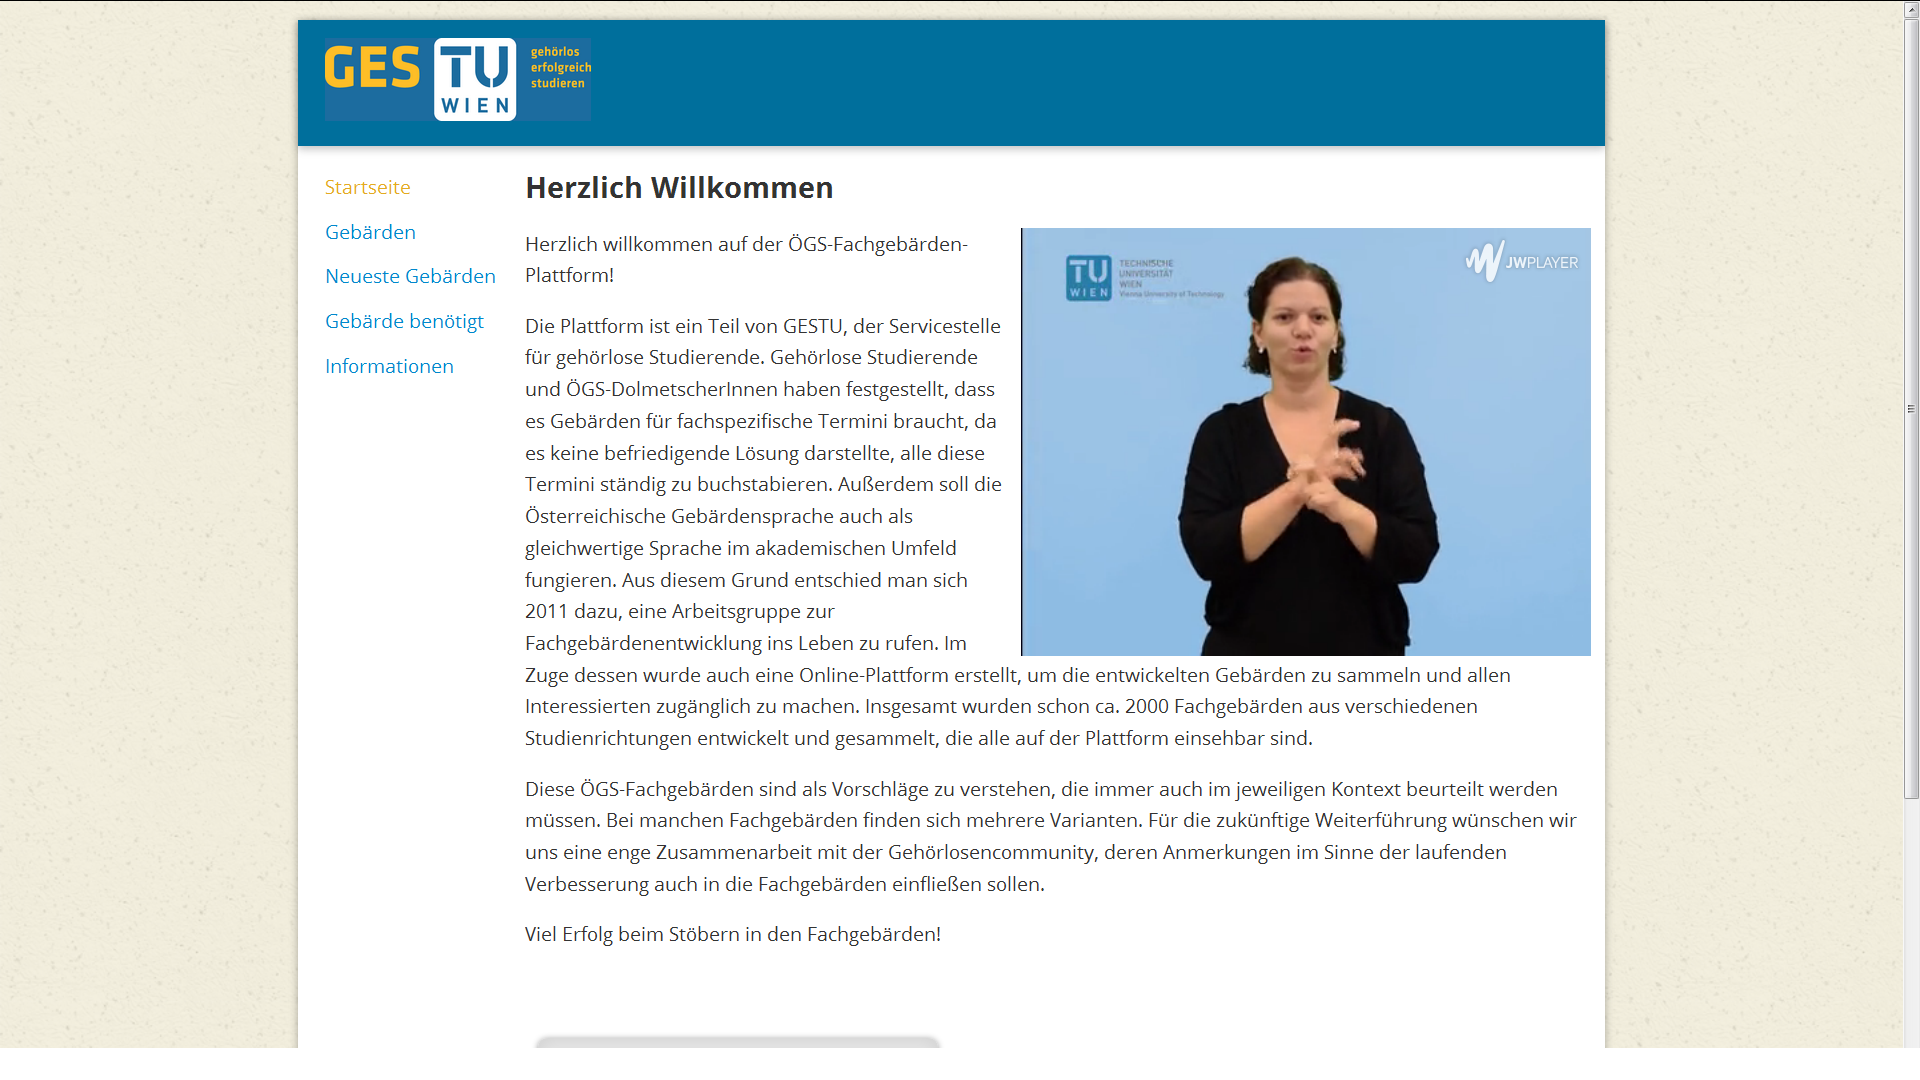 GES TU WIEN
gehörlos
erfolgreich
studieren
Startseite
Gebärden
Neueste Gebärden
Gebärde benötigt
Informationen
Herzlich Willkommen
Herzlich willkommen auf der ÖGS-Fachgebärden-
Plattform!
Die Plattform ist ein Teil von GESTU, der Servicestelle
für gehörlose Studierende. Gehörlose Studierende
und ÖGS-DolmetscherInnen haben festgestellt, dass
es Gebärden für fachspezifische Termini braucht, da
es keine befriedigende Lösung darstellte, alle diese
Termini ständig zu buchstabieren. Außerdem soll die
Österreichische Gebärdensprache auch als
gleichwertige Sprache im akademischen Umfeld
fungieren. Aus diesem Grund entschied man sich
2011 dazu, eine Arbeitsgruppe zur
Fachgebärdenentwicklung ins Leben zu rufen. Im
Zuge dessen wurde auch eine Online-Plattform erstellt, um die entwickelten Gebärden zu sammeln und allen
Interessierten zugänglich zu machen. Insgesamt wurden schon ca. 2000 Fachgebärden aus verschiedenen
Studienrichtungen entwickelt und gesammelt, die alle auf der Plattform einsehbar sind.
TU WIEN
TECHNISCHE
UNIVERSITÄT
WIEN
Vienna University of Technology
JWPLAYER
Diese ÖGS-Fachgebärden sind als Vorschläge zu verstehen, die immer auch im jeweiligen Kontext beurteilt werden
müssen. Bei manchen Fachgebärden finden sich mehrere Varianten. Für die zukünftige Weiterführung wünschen wir
uns eine enge Zusammenarbeit mit der Gehörlosencommunity, deren Anmerkungen im Sinne der laufenden
Verbesserung auch in die Fachgebärden einfließen sollen.
Viel Erfolg beim Stöbern in den Fachgebärden!